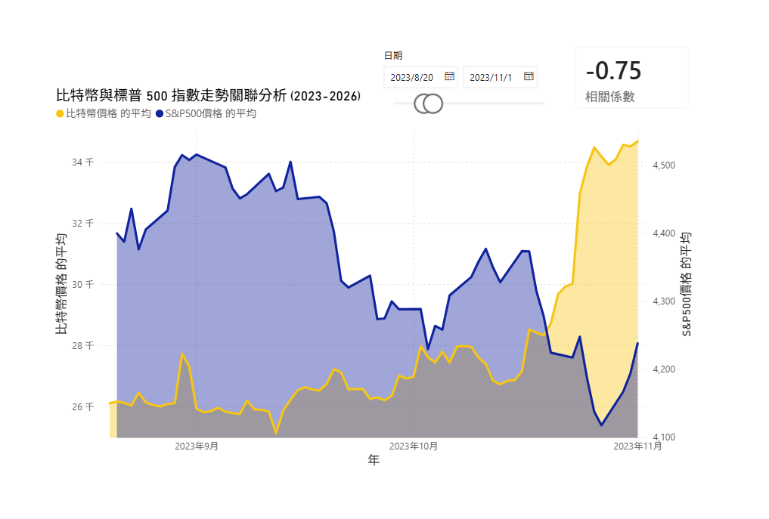 日期
2023/8/20
2023/11/1
-0.75
相關係數
比特幣與標普 500 指數走勢關聯分析 (2023-2026)
比特幣價格 的平均
S&P500價格 的平均
34 千
32 千
30 千
28 千
26 千
比特幣價格 的平均
4,500
4,400
4,300
4,200
4,100
S&P500價格 的平均
2023年9月
2023年10月
2023年11月
年